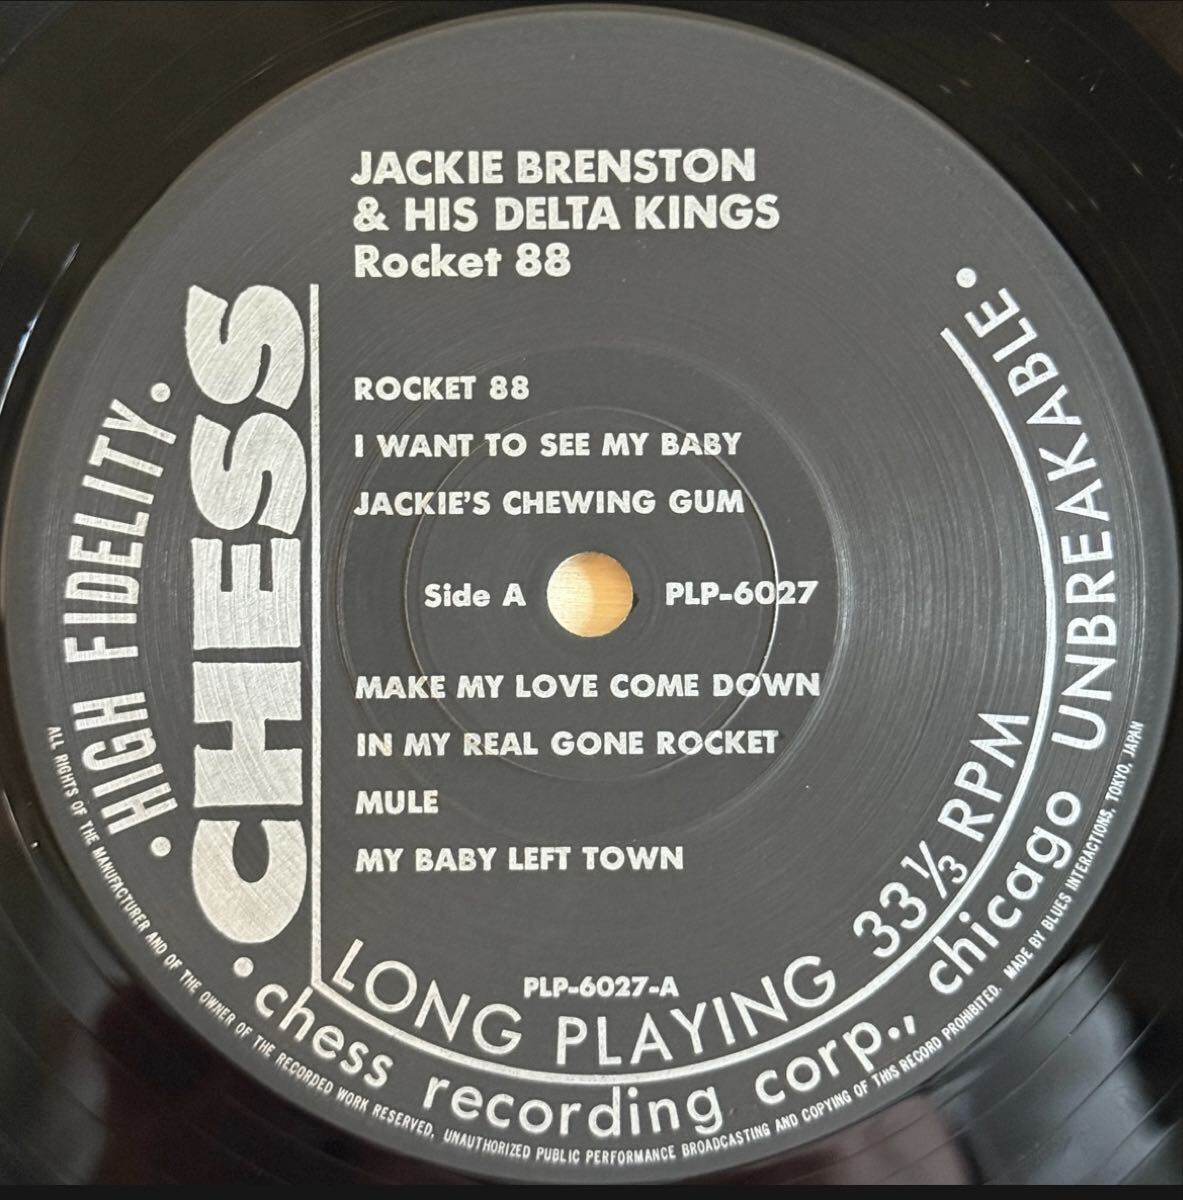 JACKIE BRENSTON
& HIS DELTA KINGS
Rocket 88
ROCKET 88
I WANT TO SEE MY BABY
JACKIE'S CHEWING GUM
Side A PLP-6027
MAKE MY LOVE COME DOWN
IN MY REAL GONE ROCKET
MULE
MY BABY LEFT TOWN
PLP-6027-A
LONG PLAYING 33⅓ RPM
• HIGH FIDELITY •
CHESS
• chess recording corp., chicago UNBREAKABLE •
ALL RIGHTS OF THE MANUFACTURER AND OF THE OWNER OF THE RECORDED WORK RESERVED. UNAUTHORIZED PUBLIC PERFORMANCE BROADCASTING AND COPYING OF THIS RECORD PROHIBITED. MADE BY BLUES INTERACTIONS, TOKYO, JAPAN